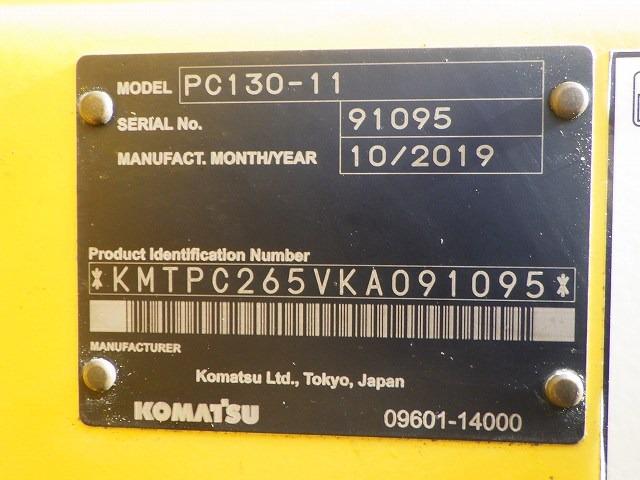 MODEL PC130-11
SERIAL No. 91095
MANUFACT. MONTH/YEAR 10/2019
Product Identification Number
*KMTPC265VKA091095*
MANUFACTURER
Komatsu Ltd., Tokyo, Japan
KOMATSU 09601-14000